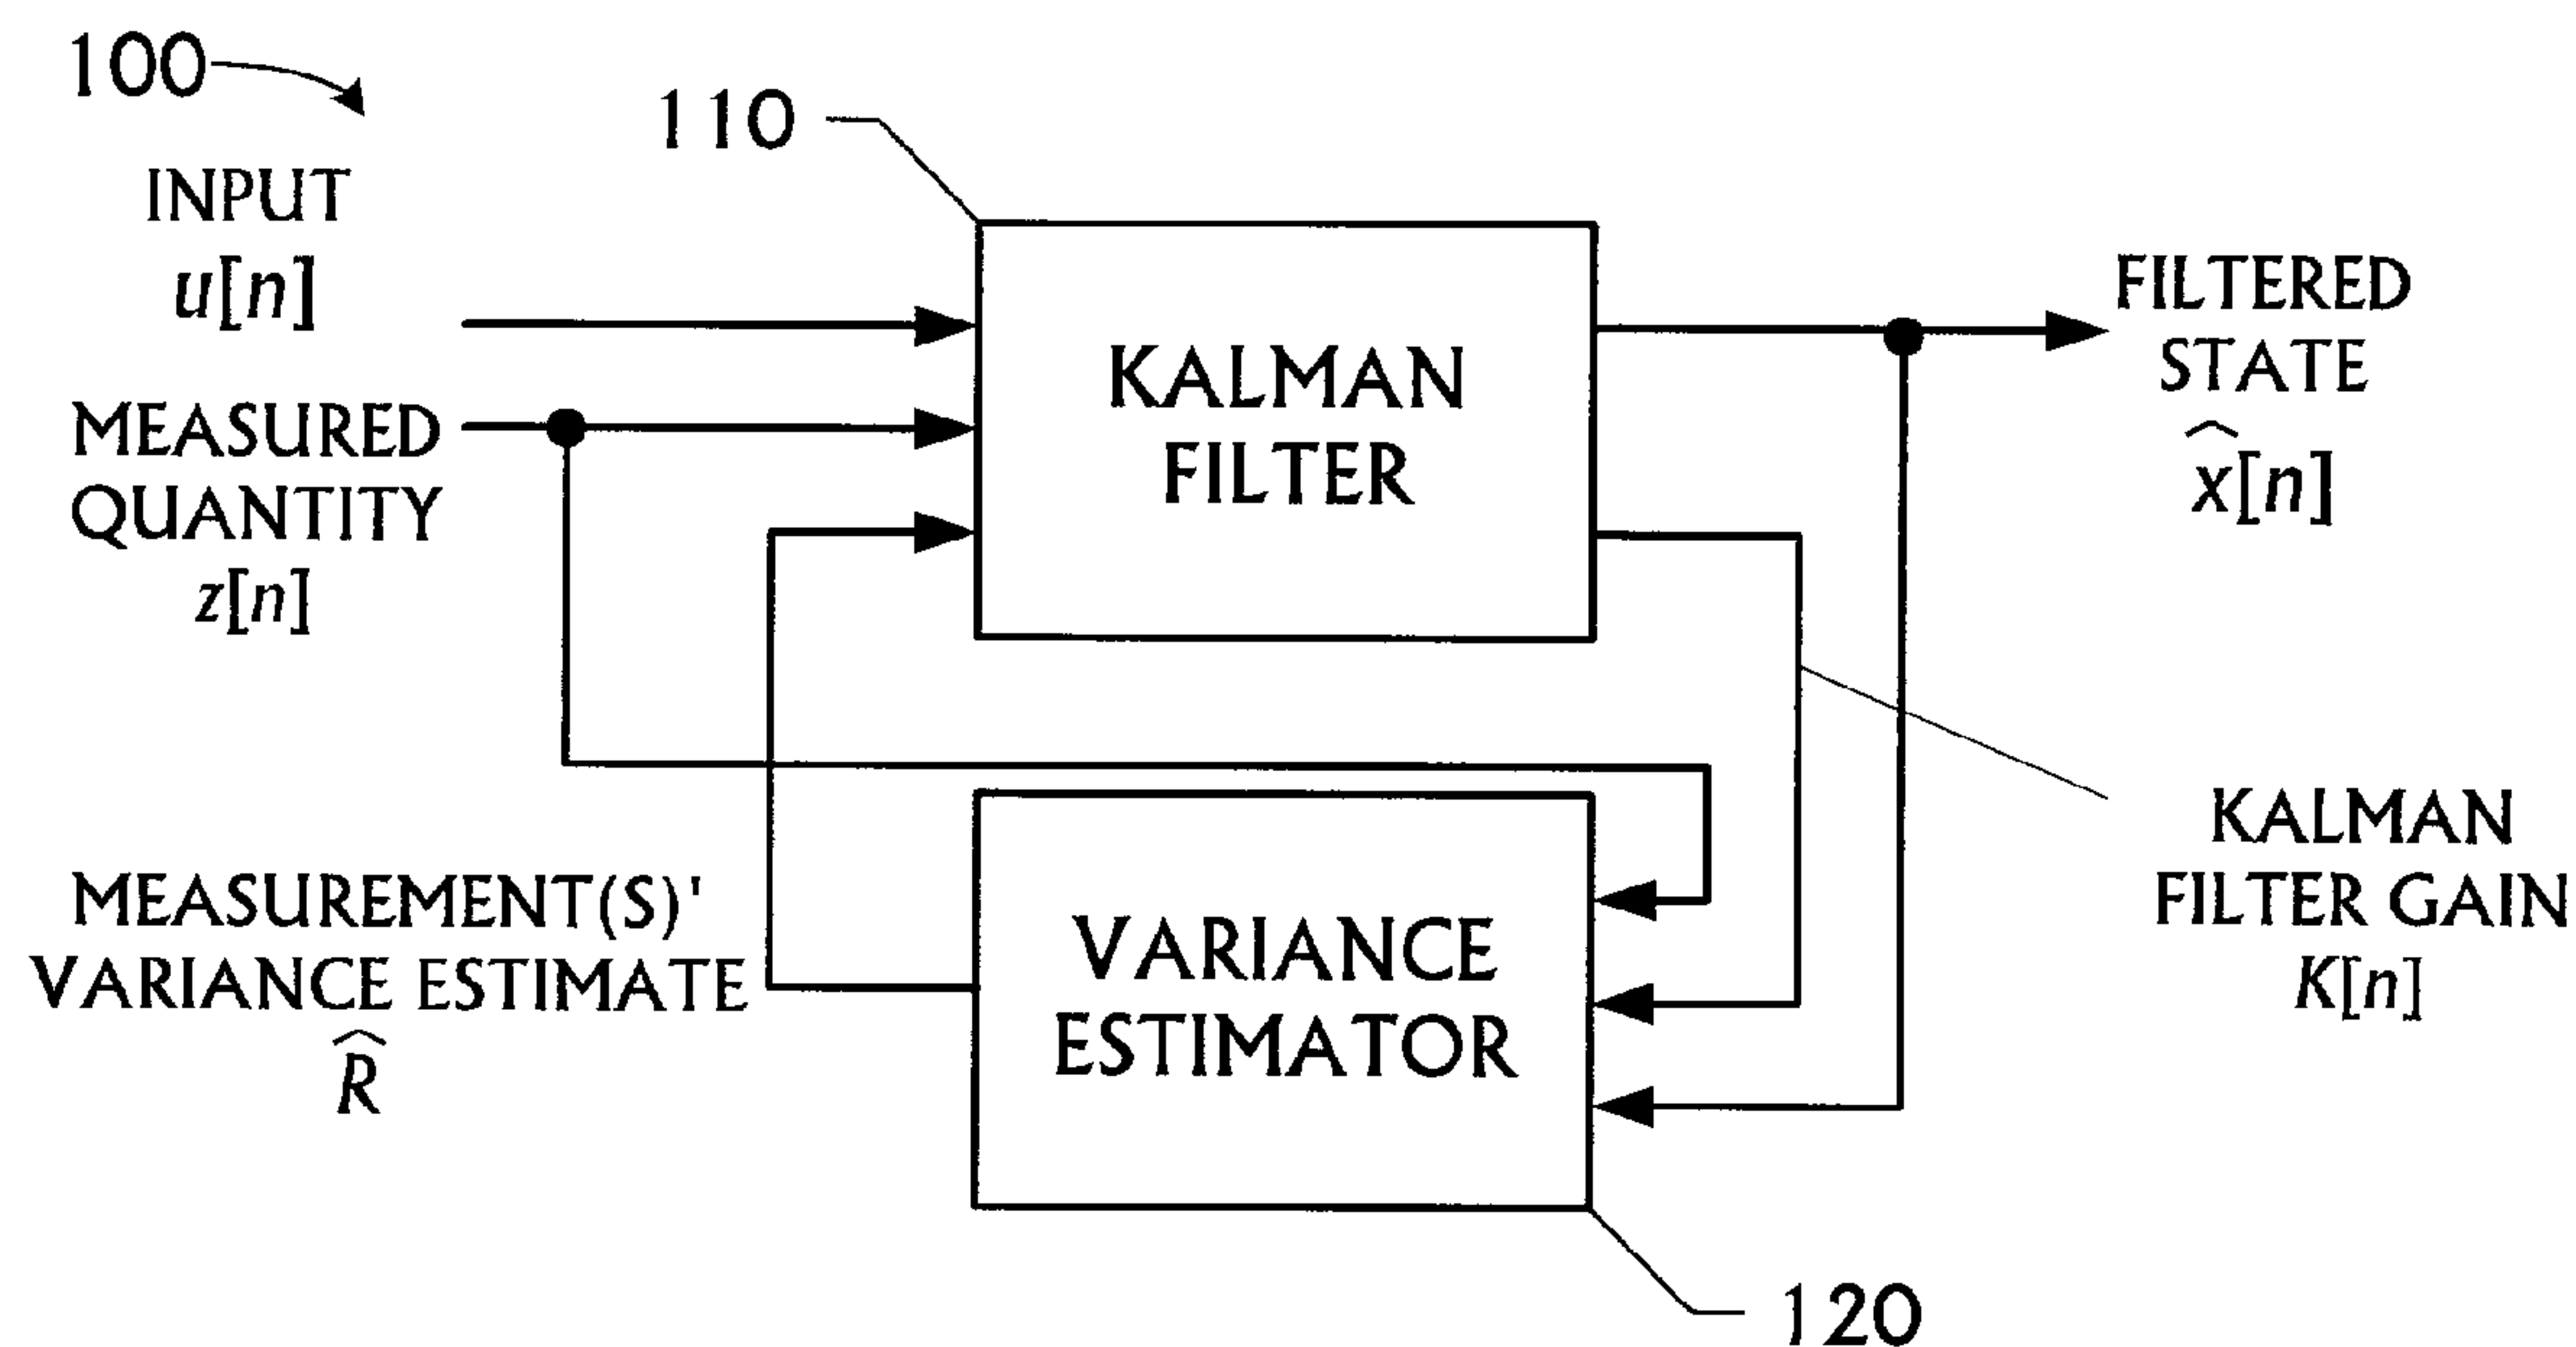 100
110
INPUT
u[n]
MEASURED
QUANTITY
z[n]
KALMAN
FILTER
FILTERED
STATE
x̂[n]
MEASUREMENT(S)'
VARIANCE ESTIMATE
R̂
VARIANCE
ESTIMATOR
KALMAN
FILTER GAIN
K[n]
120